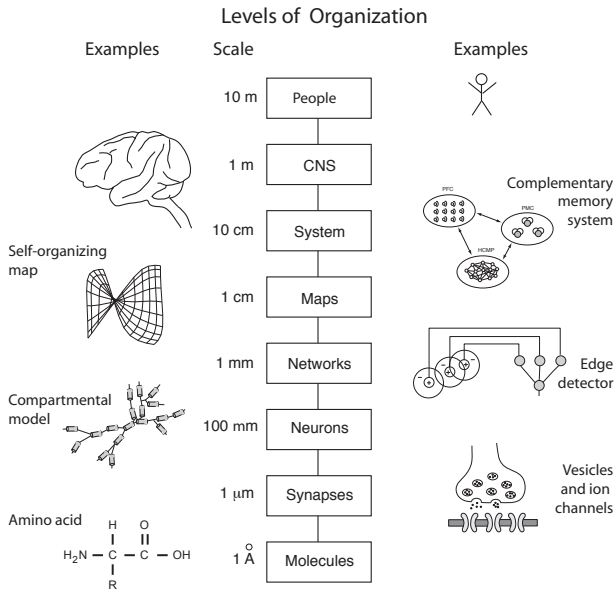 Levels of Organization
Examples
Scale
Examples
10 m
People
1 m
CNS
Complementary
memory
system
PFC
PMC
HCMP
10 cm
System
Self-organizing
map
1 cm
Maps
1 mm
Networks
Edge
detector
Compartmental
model
100 mm
Neurons
1 μm
Synapses
Vesicles
and ion
channels
Amino acid
1 Å
Molecules
H O
H₂N C C OH
R